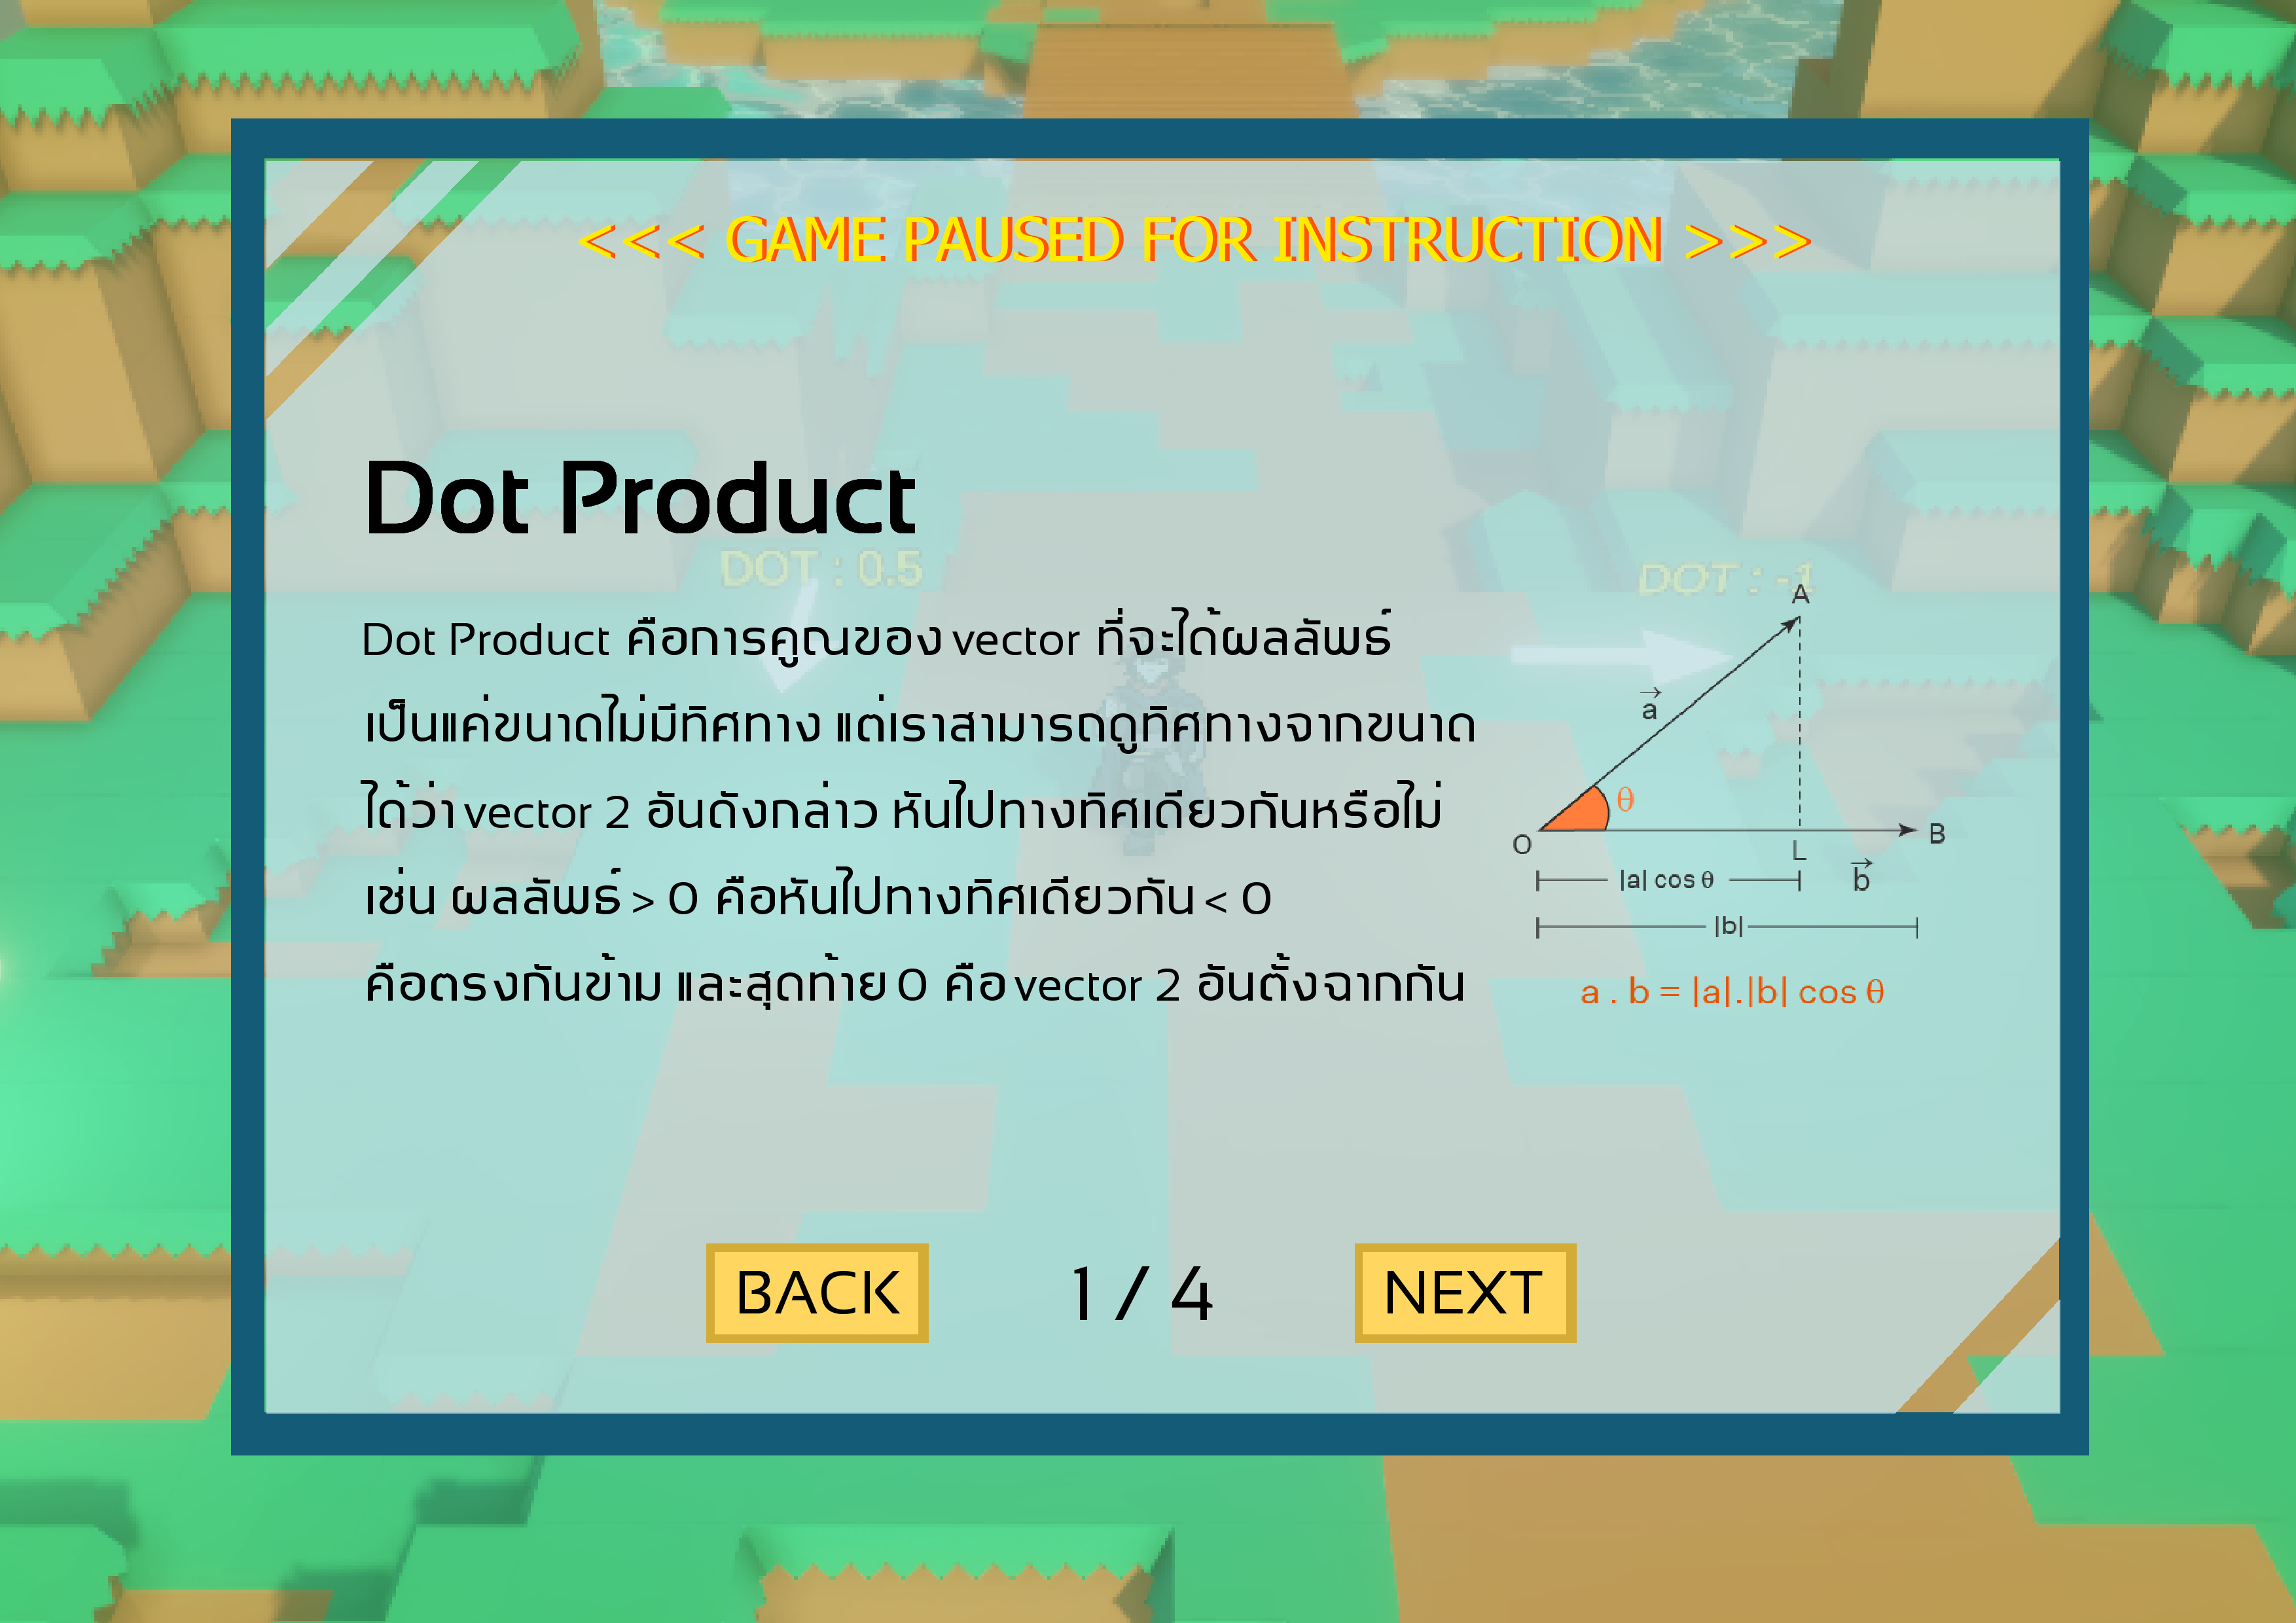 <<< GAME PAUSED FOR INSTRUCTION >>>
Dot Product
DOT : 0.5
DOT : -1
Dot Product คือการคูณของ vector ที่จะได้ผลลัพธ์
เป็นแค่ขนาดไม่มีทิศทาง แต่เราสามารถดูทิศทางจากขนาด
ได้ว่า vector 2 อันดังกล่าว หันไปทางทิศเดียวกันหรือไม่
เช่น ผลลัพธ์ > 0 คือหันไปทางทิศเดียวกัน < 0
คือตรงกันข้าม และสุดท้าย 0 คือ vector 2 อันตั้งฉากกัน
A
a
θ
O
L
B
|a| cos θ
b
|b|
a . b = |a|.|b| cos θ
BACK
1 / 4
NEXT